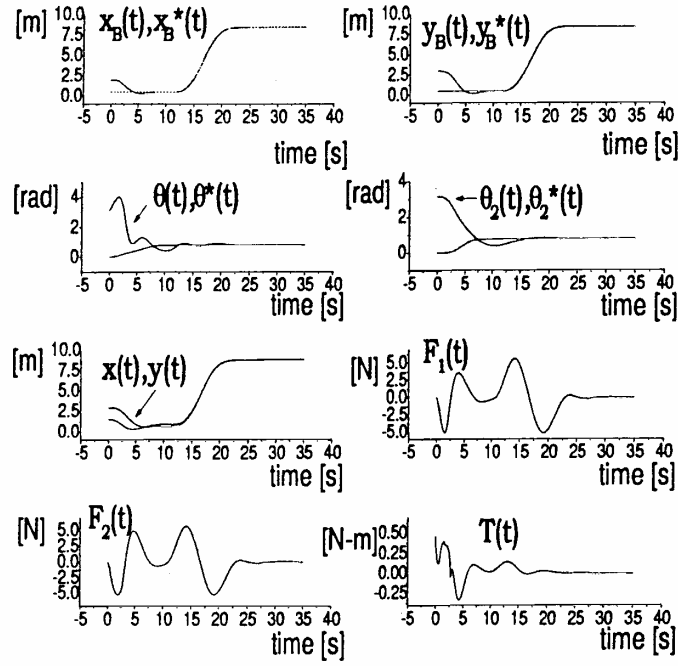 [m] 10.0 x_B(t),x_B*(t)
7.5
5.0
2.5
0.0
-5 0 5 10 15 20 25 30 35 40
time [s]
[m] 10.0 y_B(t),y_B*(t)
7.5
5.0
2.5
0.0
-5 0 5 10 15 20 25 30 35 40
time [s]
[rad] 4 θ(t),θ*(t)
2
0
-5 0 5 10 15 20 25 30 35 40
time [s]
[rad] 4 θ_2(t),θ_2*(t)
2
0
-5 0 5 10 15 20 25 30 35 40
time [s]
[m] 10.0
7.5 x(t),y(t)
5.0
2.5
0.0
-5 0 5 10 15 20 25 30 35 40
time [s]
[N] F_1(t)
5.0
2.5
0.0
-2.5
-5.0
-5 0 5 10 15 20 25 30 35 40
time [s]
[N] F_2(t)
5.0
2.5
0.0
-2.5
-5.0
-5 0 5 10 15 20 25 30 35 40
time [s]
[N-m] 0.50 T(t)
0.25
0.00
-0.25
-5 0 5 10 15 20 25 30 35 40
time [s]